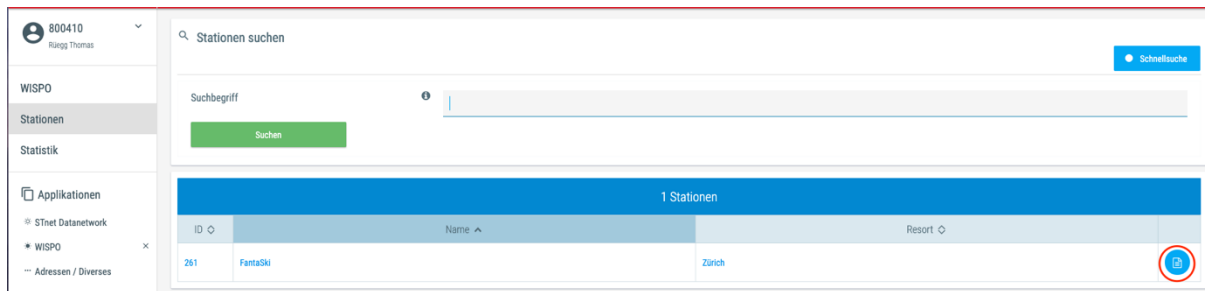 800410
Rüegg Thomas
WISPO
Stationen
Statistik
Applikationen
STnet Datanetwork
WISPO
Adressen / Diverses
Stationen suchen
Schnellsuche
Suchbegriff
Suchen
1 Stationen
ID Name Resort
261 FantaSki Zürich